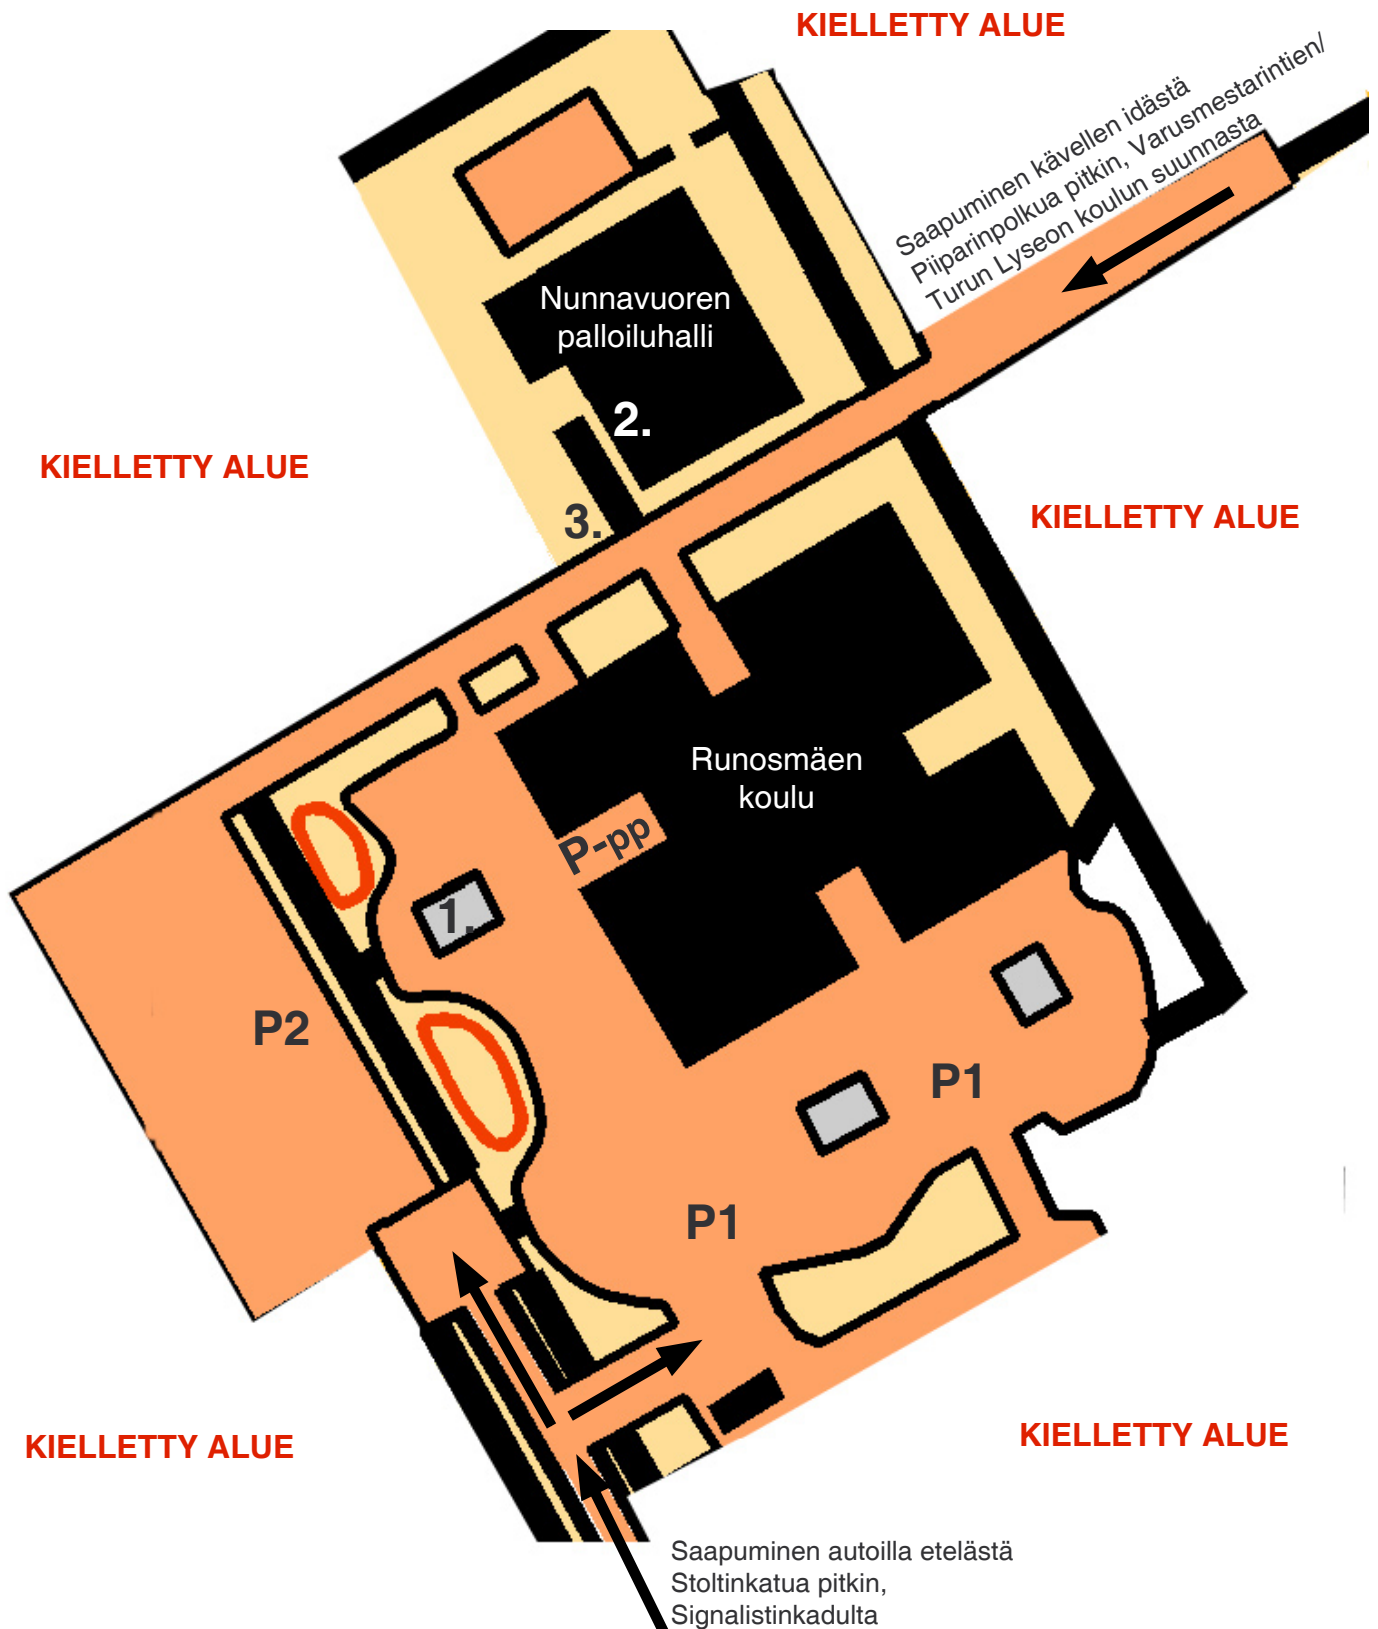 KIELLETTY ALUE
Saapuminen kävellen idästä
Piiparinpolkua pitkin, Varusmestarintien/
Turun Lyseon koulun suunnasta
Nunnavuoren
palloiluhalli
2.
KIELLETTY ALUE
3.
KIELLETTY ALUE
Runosmäen
koulu
P-pp
1.
P2
P1
P1
KIELLETTY ALUE
KIELLETTY ALUE
Saapuminen autoilla etelästä
Stoltinkatua pitkin,
Signalistinkadulta